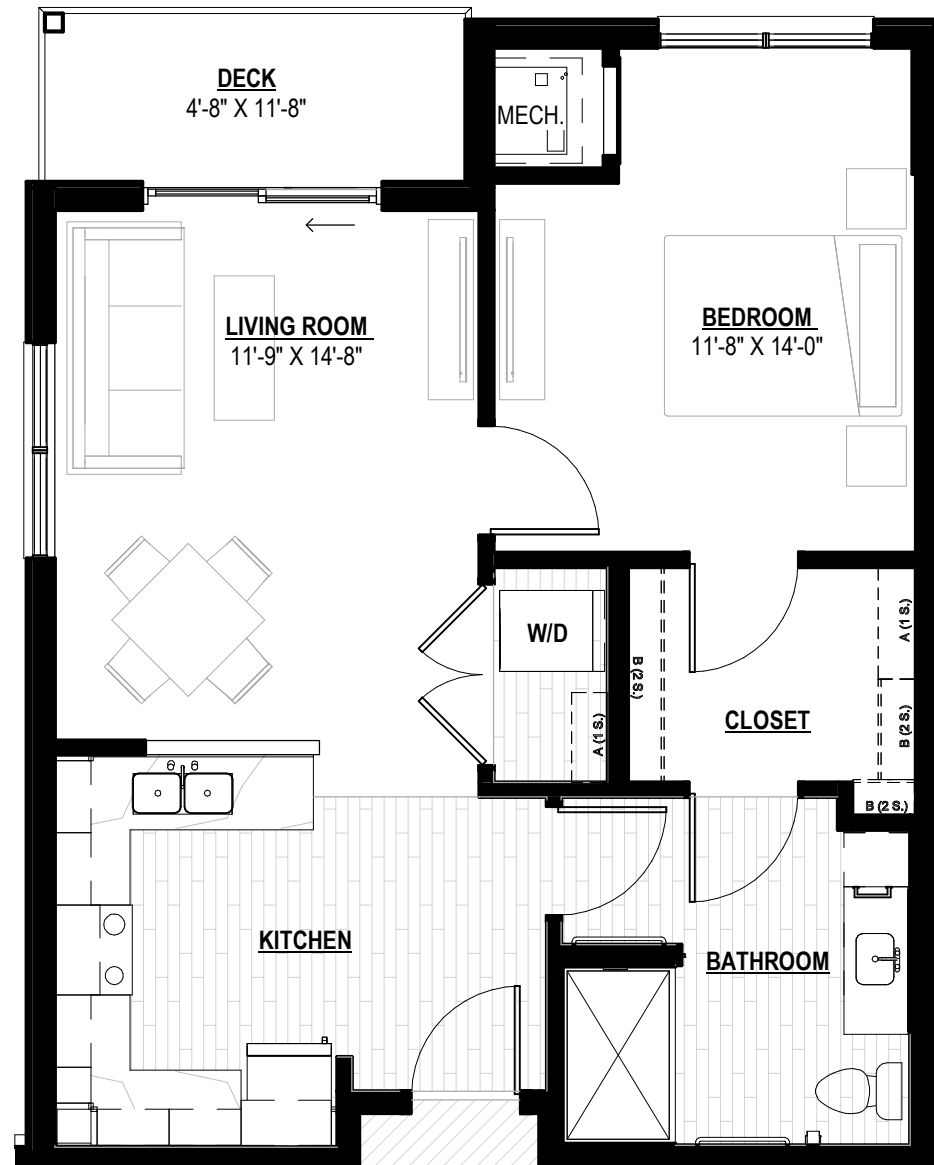 DECK
4'-8" X 11'-8"
MECH.
LIVING ROOM
11'-9" X 14'-8"
BEDROOM
11'-8" X 14'-0"
W/D
A (1 S.)
B (2 S.)
CLOSET
A (1 S.)
B (2 S.)
B (2 S.)
KITCHEN
BATHROOM